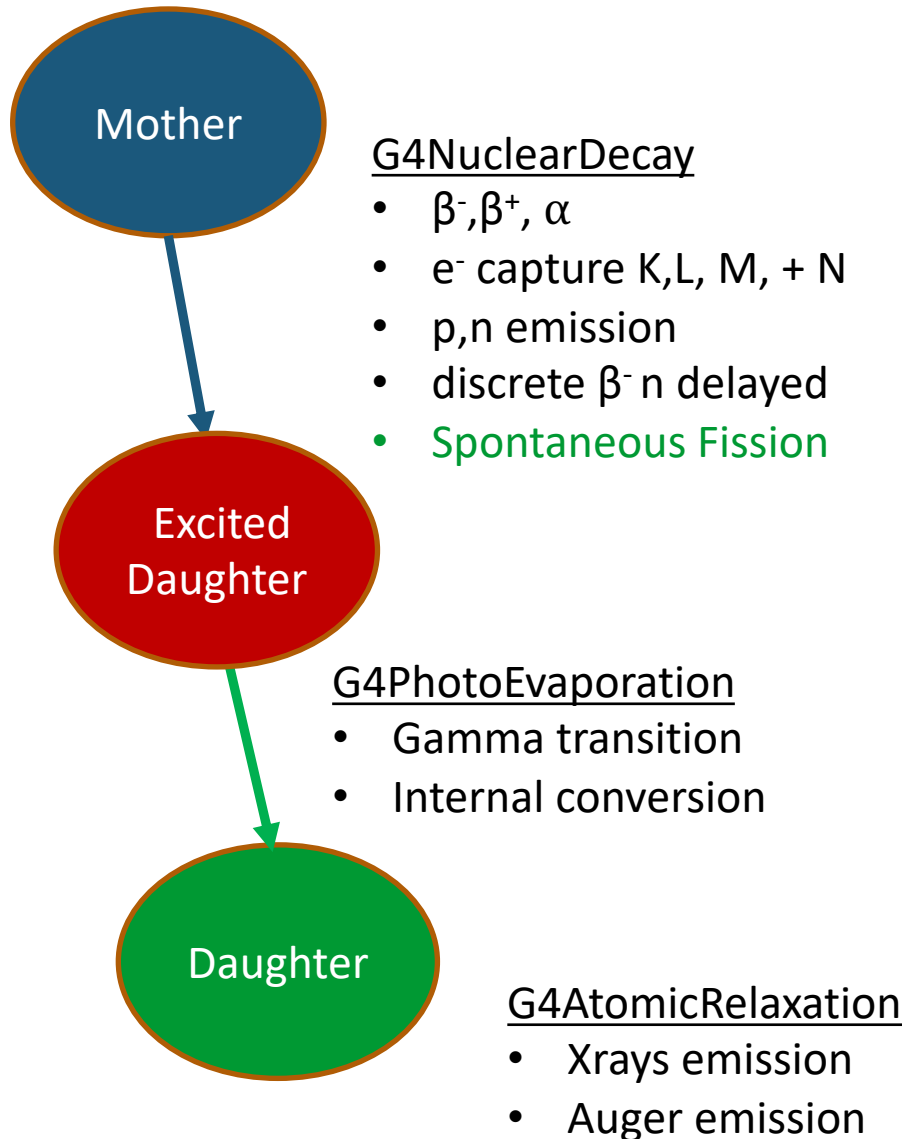 Mother
G4NuclearDecay
• β⁻,β⁺, α
• e⁻ capture K,L, M, + N
• p,n emission
• discrete β⁻ n delayed
• Spontaneous Fission
Excited
Daughter
G4PhotoEvaporation
• Gamma transition
• Internal conversion
Daughter
G4AtomicRelaxation
• Xrays emission
• Auger emission